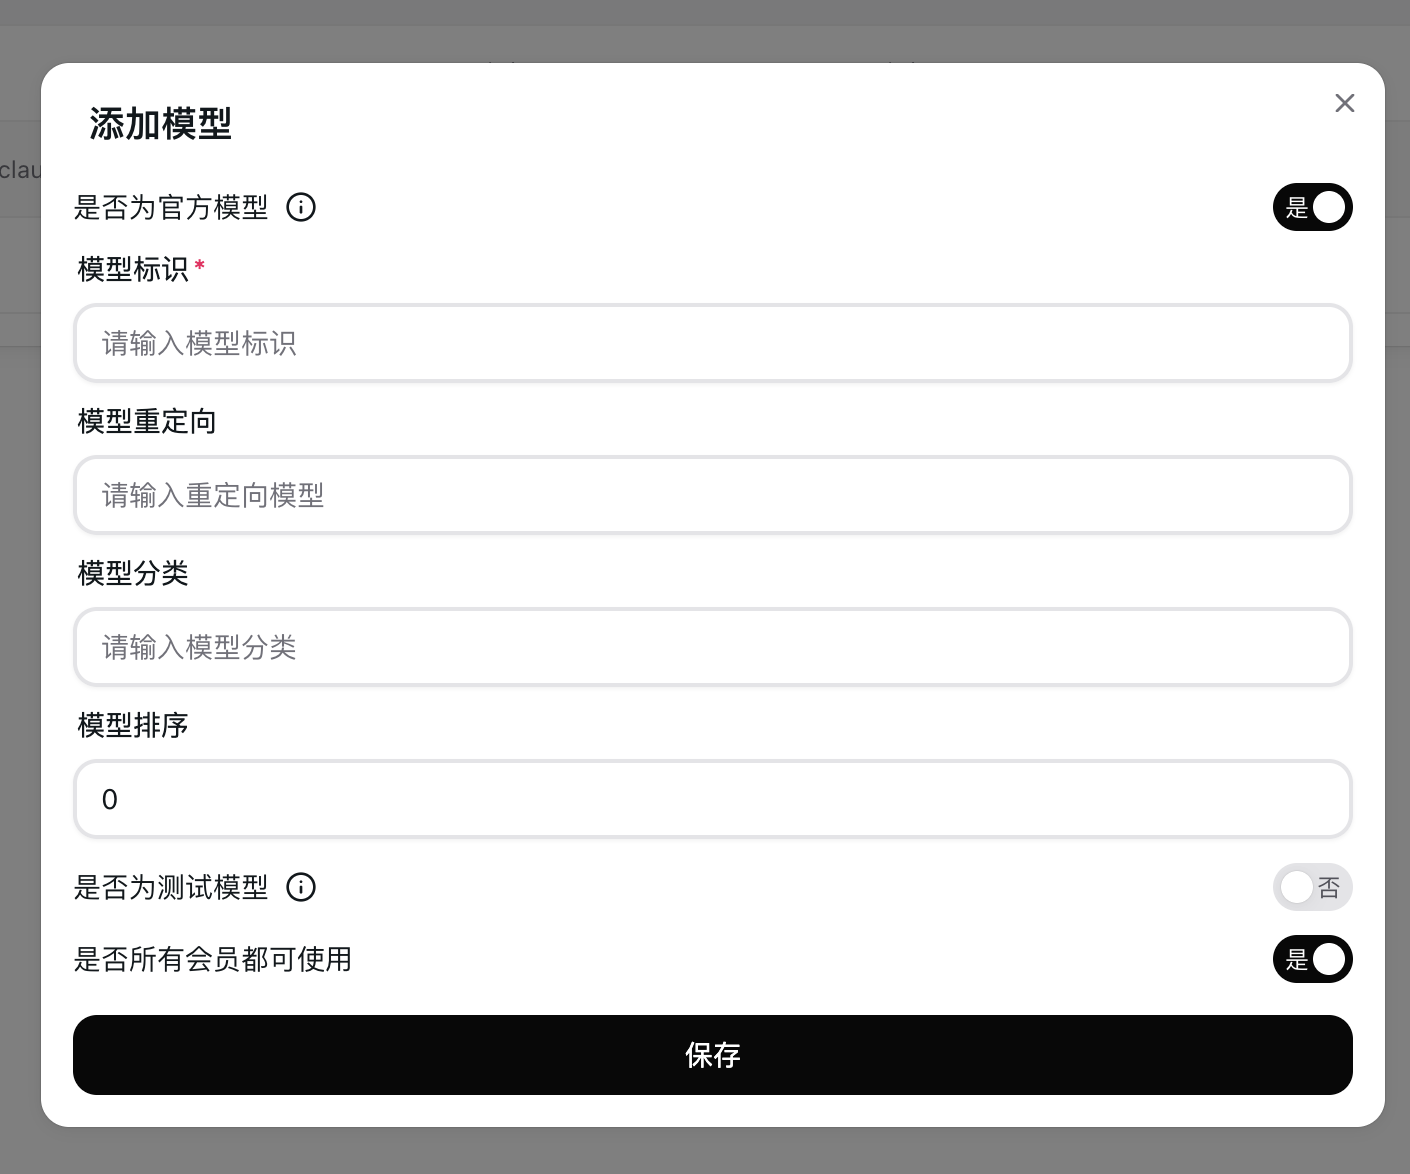 添加模型
clau
是否为官方模型 是
模型标识*
请输入模型标识
模型重定向
请输入重定向模型
模型分类
请输入模型分类
模型排序
0
是否为测试模型 否
是否所有会员都可使用 是
保存